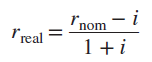 r_real = (r_nom − i) / (1 + i)